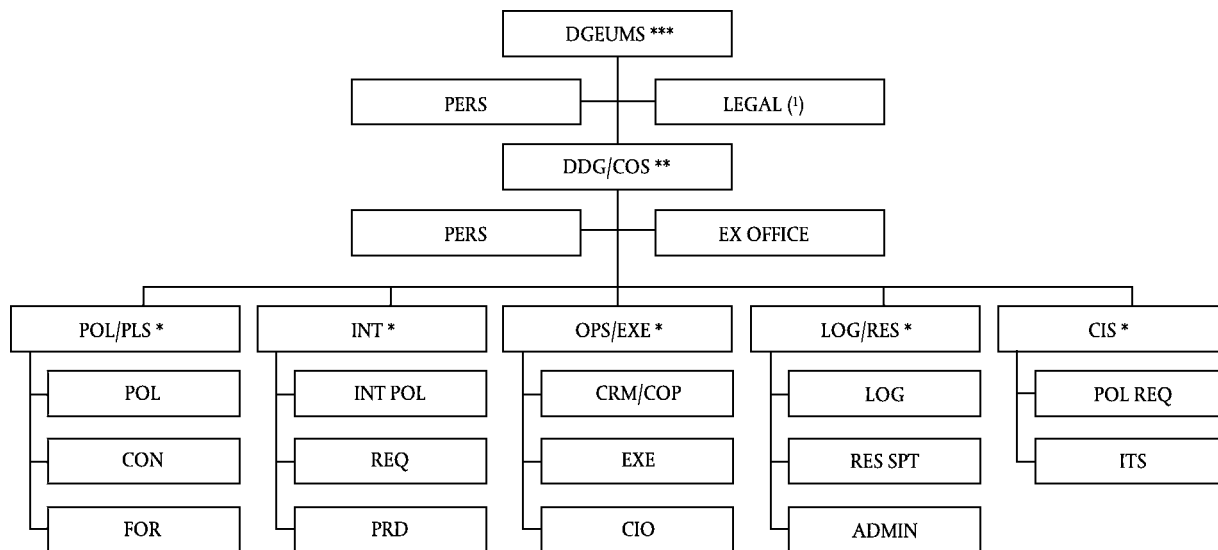 DGEUMS ***
PERS
LEGAL (¹)
DDG/COS **
PERS
EX OFFICE
POL/PLS *
INT *
OPS/EXE *
LOG/RES *
CIS *
POL
INT POL
CRM/COP
LOG
POL REQ
CON
REQ
EXE
RES SPT
ITS
FOR
PRD
CIO
ADMIN